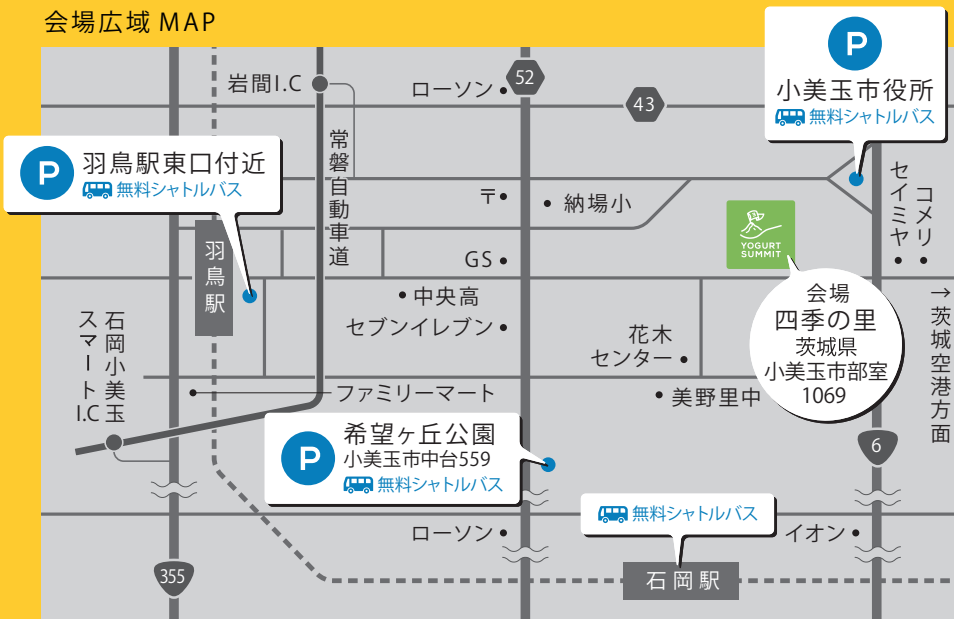 会場広域 MAP
P
小美玉市役所
無料シャトルバス
岩間I.C
ローソン
52
43
P
羽鳥駅東口付近
無料シャトルバス
常磐自動車道
〒
納場小
セイミヤ
コメリ
YOGURT
SUMMIT
羽鳥駅
GS
中央高
セブンイレブン
花木
センター
会場
四季の里
茨城県
小美玉市部室
1069
→茨城空港方面
石岡小美玉
スマートI.C
ファミリーマート
美野里中
P
希望ヶ丘公園
小美玉市中台559
無料シャトルバス
6
無料シャトルバス
ローソン
イオン
355
石岡駅